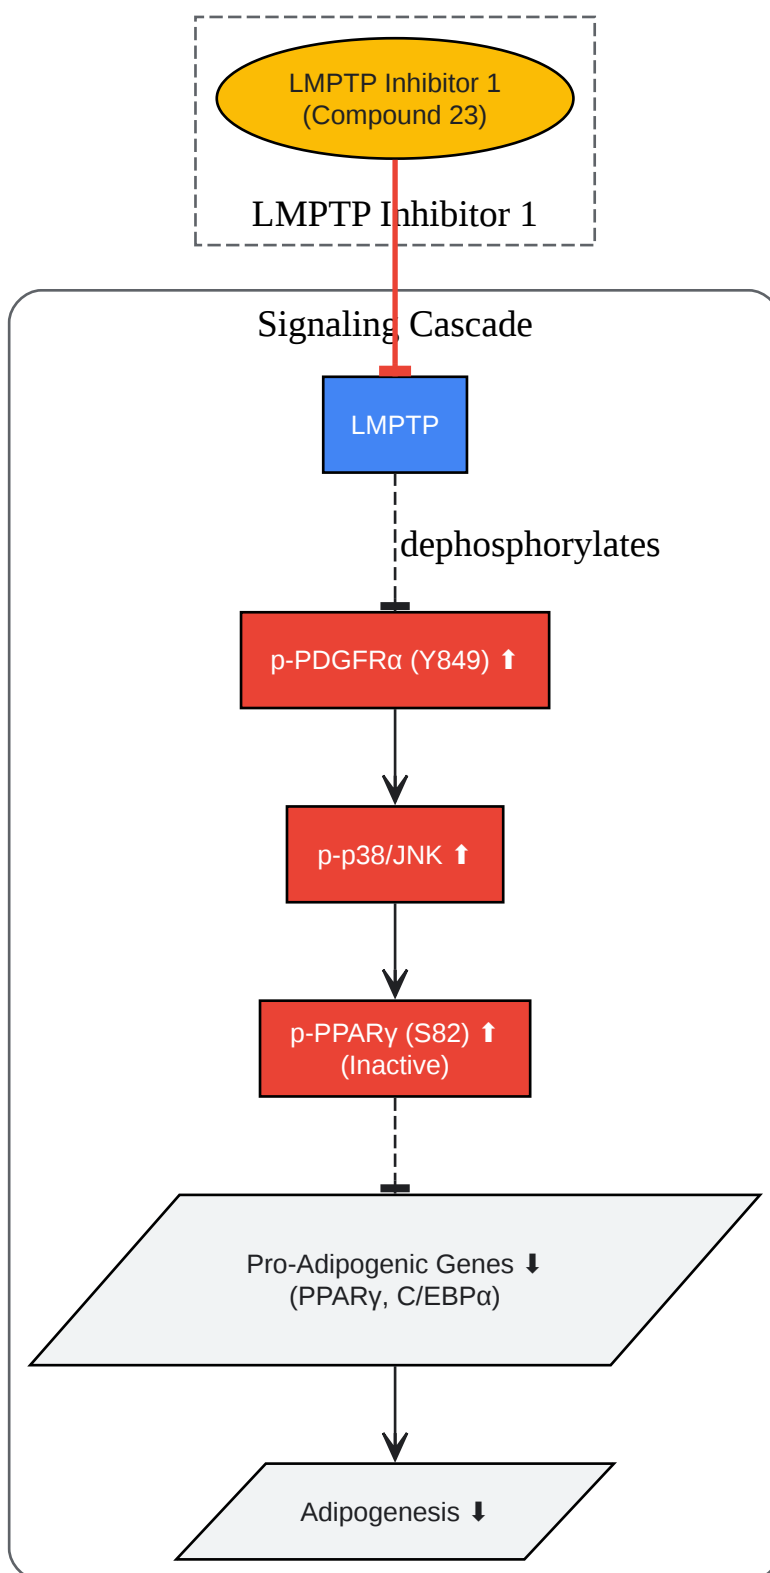 LMPTP Inhibitor 1
(Compound 23)
LMPTP Inhibitor 1
Signaling Cascade
LMPTP
dephosphorylates
p-PDGFRα (Y849) ⬆
p-p38/JNK ⬆
p-PPARγ (S82) ⬆
(Inactive)
Pro-Adipogenic Genes ⬇
(PPARγ, C/EBPα)
Adipogenesis ⬇